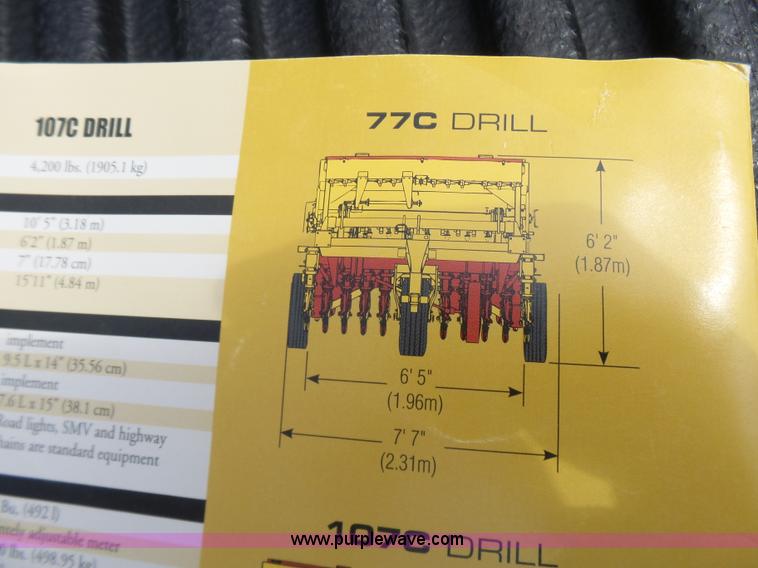 107C DRILL
4,200 lbs. (1905.1 kg)
10' 5" (3.18 m)
6'2" (1.87 m)
7" (17.78 cm)
15'11" (4.84 m)
implement
9.5 L x 14" (35.56 cm)
implement
7.6 L x 15" (38.1 cm)
Road lights, SMV and highway
chains are standard equipment
Bu. (492 l)
adjustable meter
lbs. (498.95 kg)
77C DRILL
6' 2"
(1.87m)
6' 5"
(1.96m)
7' 7"
(2.31m)
107C DRILL
www.purplewave.com